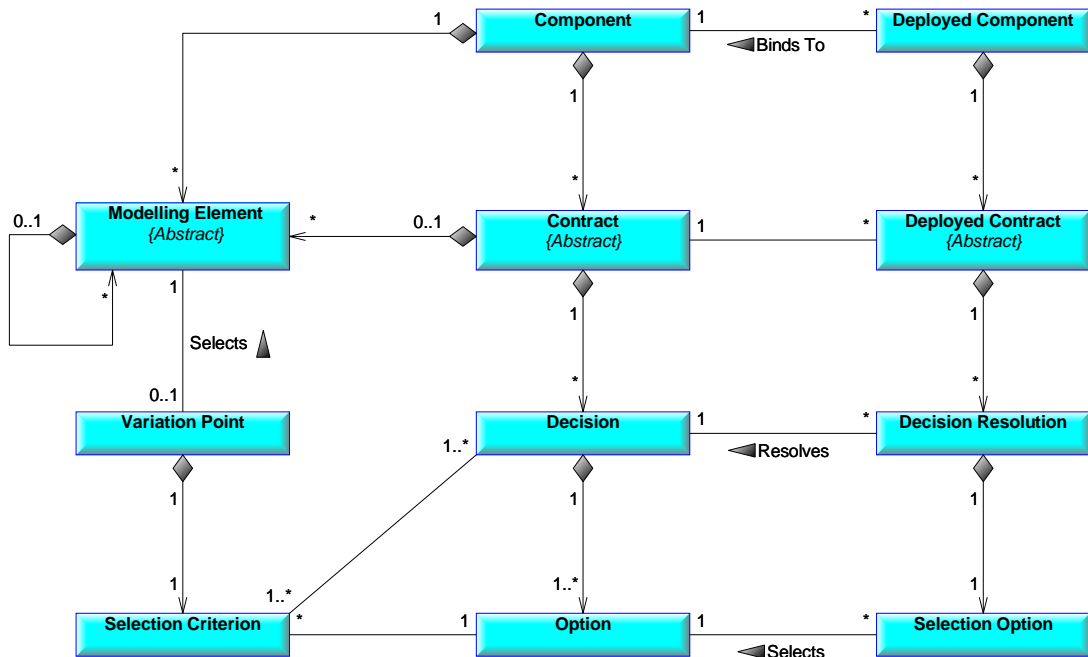 1
Component
1
*
Deployed Component
Binds To
1
1
*
*
*
0..1
Modelling Element
{Abstract}
*
0..1
Contract
{Abstract}
1
*
Deployed Contract
{Abstract}
*
1
1
1
Selects
0..1
*
*
Variation Point
1..*
Decision
1
*
Decision Resolution
Resolves
1
1
1
1
1..*
1..*
Selection Criterion
*
1
Option
1
*
Selection Option
Selects